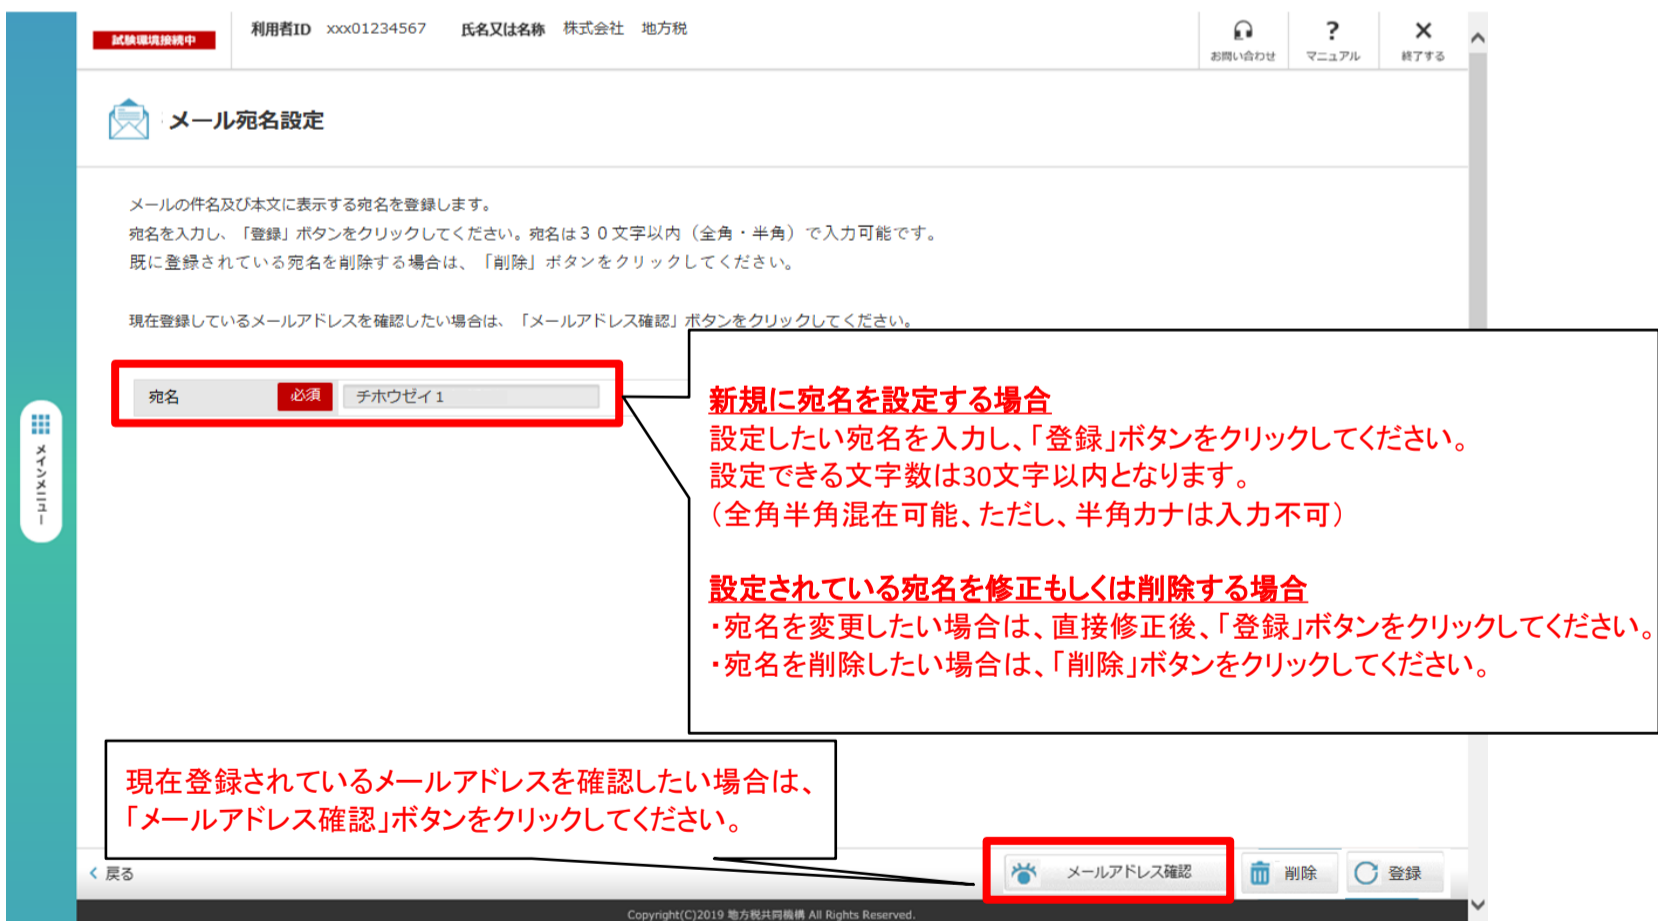 試験環境接続中
利用者ID xxx01234567 氏名又は名称 株式会社 地方税
お問い合わせ
?
マニュアル
終了する
メール宛名設定
メールの件名及び本文に表示する宛名を登録します。
宛名を入力し、「登録」ボタンをクリックしてください。宛名は30文字以内（全角・半角）で入力可能です。
既に登録されている宛名を削除する場合は、「削除」ボタンをクリックしてください。
現在登録しているメールアドレスを確認したい場合は、「メールアドレス確認」ボタンをクリックしてください。
宛名 必須 チホウゼイ1
新規に宛名を設定する場合
設定したい宛名を入力し、「登録」ボタンをクリックしてください。
設定できる文字数は30文字以内となります。
（全角半角混在可能、ただし、半角カナは入力不可）
設定されている宛名を修正もしくは削除する場合
・宛名を変更したい場合は、直接修正後、「登録」ボタンをクリックしてください。
・宛名を削除したい場合は、「削除」ボタンをクリックしてください。
メインメニュー
現在登録されているメールアドレスを確認したい場合は、
「メールアドレス確認」ボタンをクリックしてください。
戻る
メールアドレス確認
削除
登録
Copyright(C)2019 地方税共同機構 All Rights Reserved.